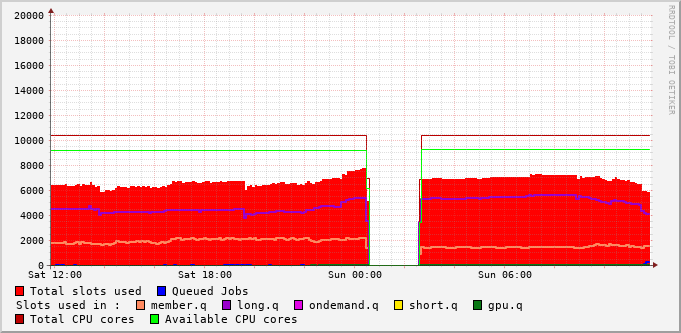 20000
18000
16000
14000
12000
10000
8000
6000
4000
2000
0
Sat 12:00 Sat 18:00 Sun 00:00 Sun 06:00
Total slots used Queued Jobs
Slots used in : member.q long.q ondemand.q short.q gpu.q
Total CPU cores Available CPU cores
RRDTOOL / TOBI OETIKER